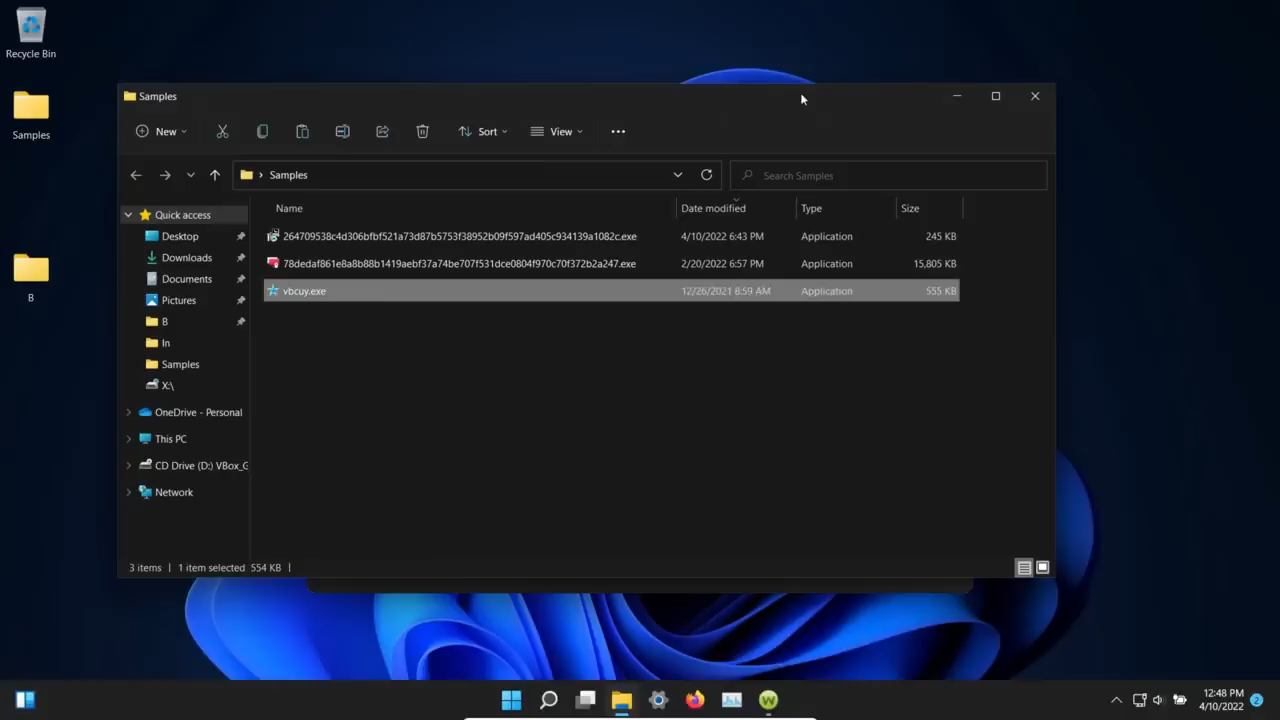 Recycle Bin
Samples
B
Samples
New
Sort
View
Samples
Search Samples
Name Date modified Type Size
264709538c4d306bfbf521a73d87b5753f38952b09f597ad405c934139a1082c.exe 4/10/2022 6:43 PM Application 245 KB
78dedaf861e8a8b88b1419aebf37a74be707f531dce0804f970c70f372b2a247.exe 2/20/2022 6:57 PM Application 15,805 KB
vbcuy.exe 12/26/2021 8:59 AM Application 555 KB
Quick access
Desktop
Downloads
Documents
Pictures
B
In
Samples
X:\
OneDrive - Personal
This PC
CD Drive (D:) VBox_G
Network
3 items 1 item selected 554 KB
W
12:48 PM
4/10/2022
2